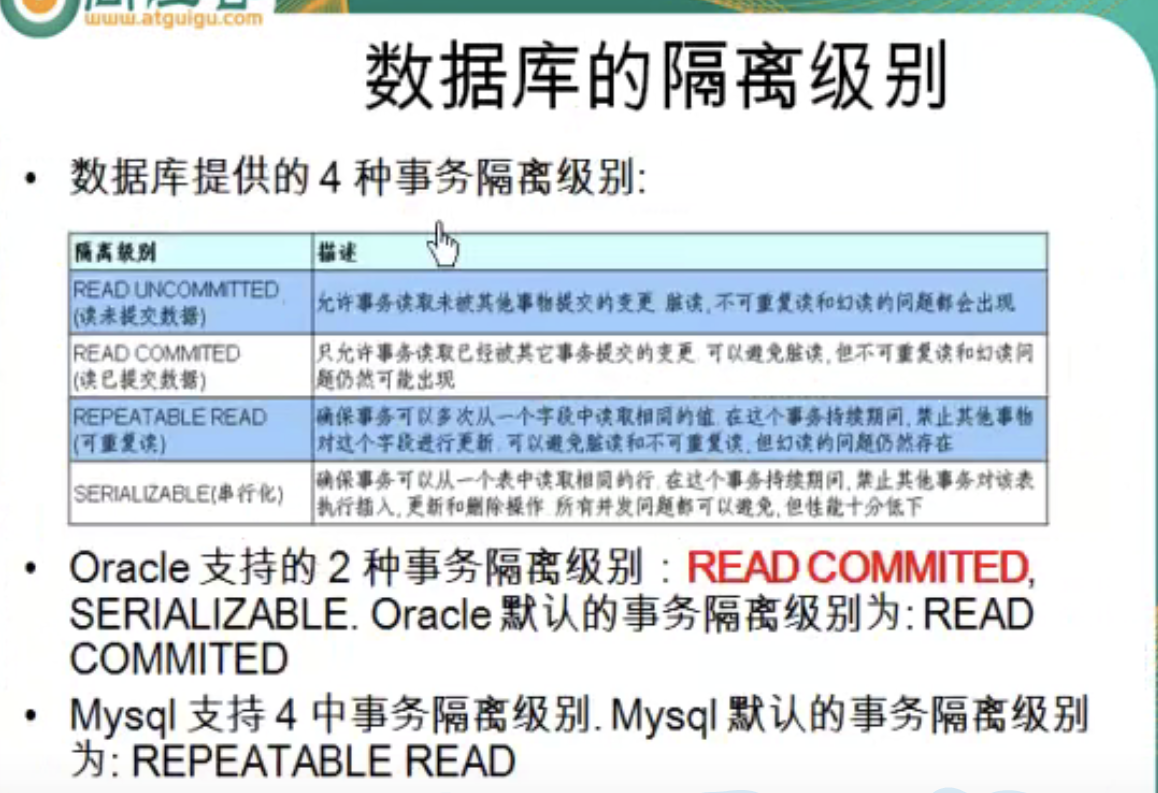 www.atguigu.com
数据库的隔离级别
• 数据库提供的 4 种事务隔离级别:
隔离级别 描述
READ UNCOMMITTED
(读未提交数据)
允许事务读取未被其他事物提交的变更. 脏读, 不可重复读和幻读的问题都会出现
READ COMMITED
(读已提交数据)
只允许事务读取已经被其它事务提交的变更. 可以避免脏读, 但不可重复读和幻读问
题仍然可能出现
REPEATABLE READ
(可重复读)
确保事务可以多次从一个字段中读取相同的值. 在这个事务持续期间, 禁止其他事物
对这个字段进行更新. 可以避免脏读和不可重复读, 但幻读的问题仍然存在
SERIALIZABLE(串行化)
确保事务可以从一个表中读取相同的行. 在这个事务持续期间, 禁止其他事务对该表
执行插入, 更新和删除操作. 所有并发问题都可以避免, 但性能十分低下
• Oracle 支持的 2 种事务隔离级别：READ COMMITED,
SERIALIZABLE. Oracle 默认的事务隔离级别为: READ
COMMITED
• Mysql 支持 4 中事务隔离级别. Mysql 默认的事务隔离级别
为: REPEATABLE READ